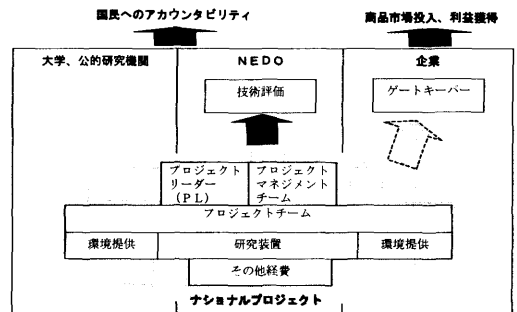 国民へのアカウンタビリティ
商品市場投入、利益獲得
大学、公的研究機関
NEDO
企業
技術評価
ゲートキーパー
プロジェクト
リーダー
(PL)
プロジェクト
マネジメント
チーム
プロジェクトチーム
環境提供
研究装置
環境提供
その他経費
ナショナルプロジェクト